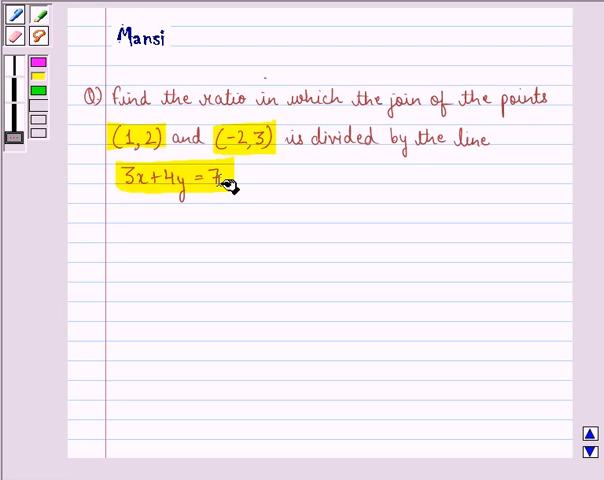 Mansi
Q) Find the ratio in which the join of the points
(1,2) and (-2,3) is divided by the line
3x+4y = 7